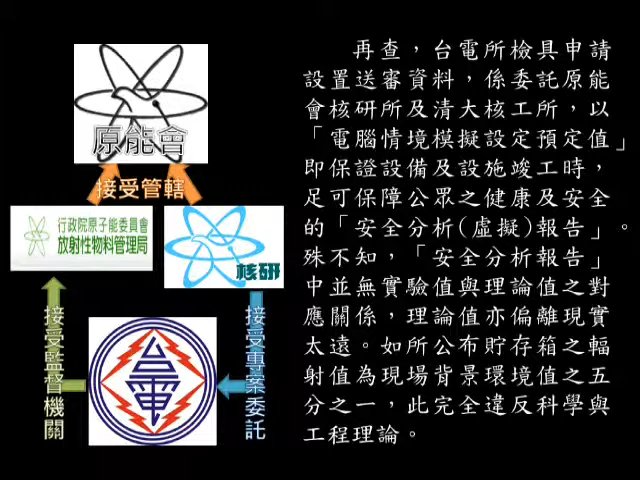 原能會
接受管轄
行政院原子能委員會
放射性物料管理局
核研
接受監督機關
台電
接受專案委託
再查，台電所檢具申請
設置送審資料，係委託原能
會核研所及清大核工所，以
「電腦情境模擬設定預定值」
即保證設備及設施竣工時，
足可保障公眾之健康及安全
的「安全分析(虛擬)報告」。
殊不知，「安全分析報告」
中並無實驗值與理論值之對
應關係，理論值亦偏離現實
太遠。如所公布貯存箱之輻
射值為現場背景環境值之五
分之一，此完全違反科學與
工程理論。